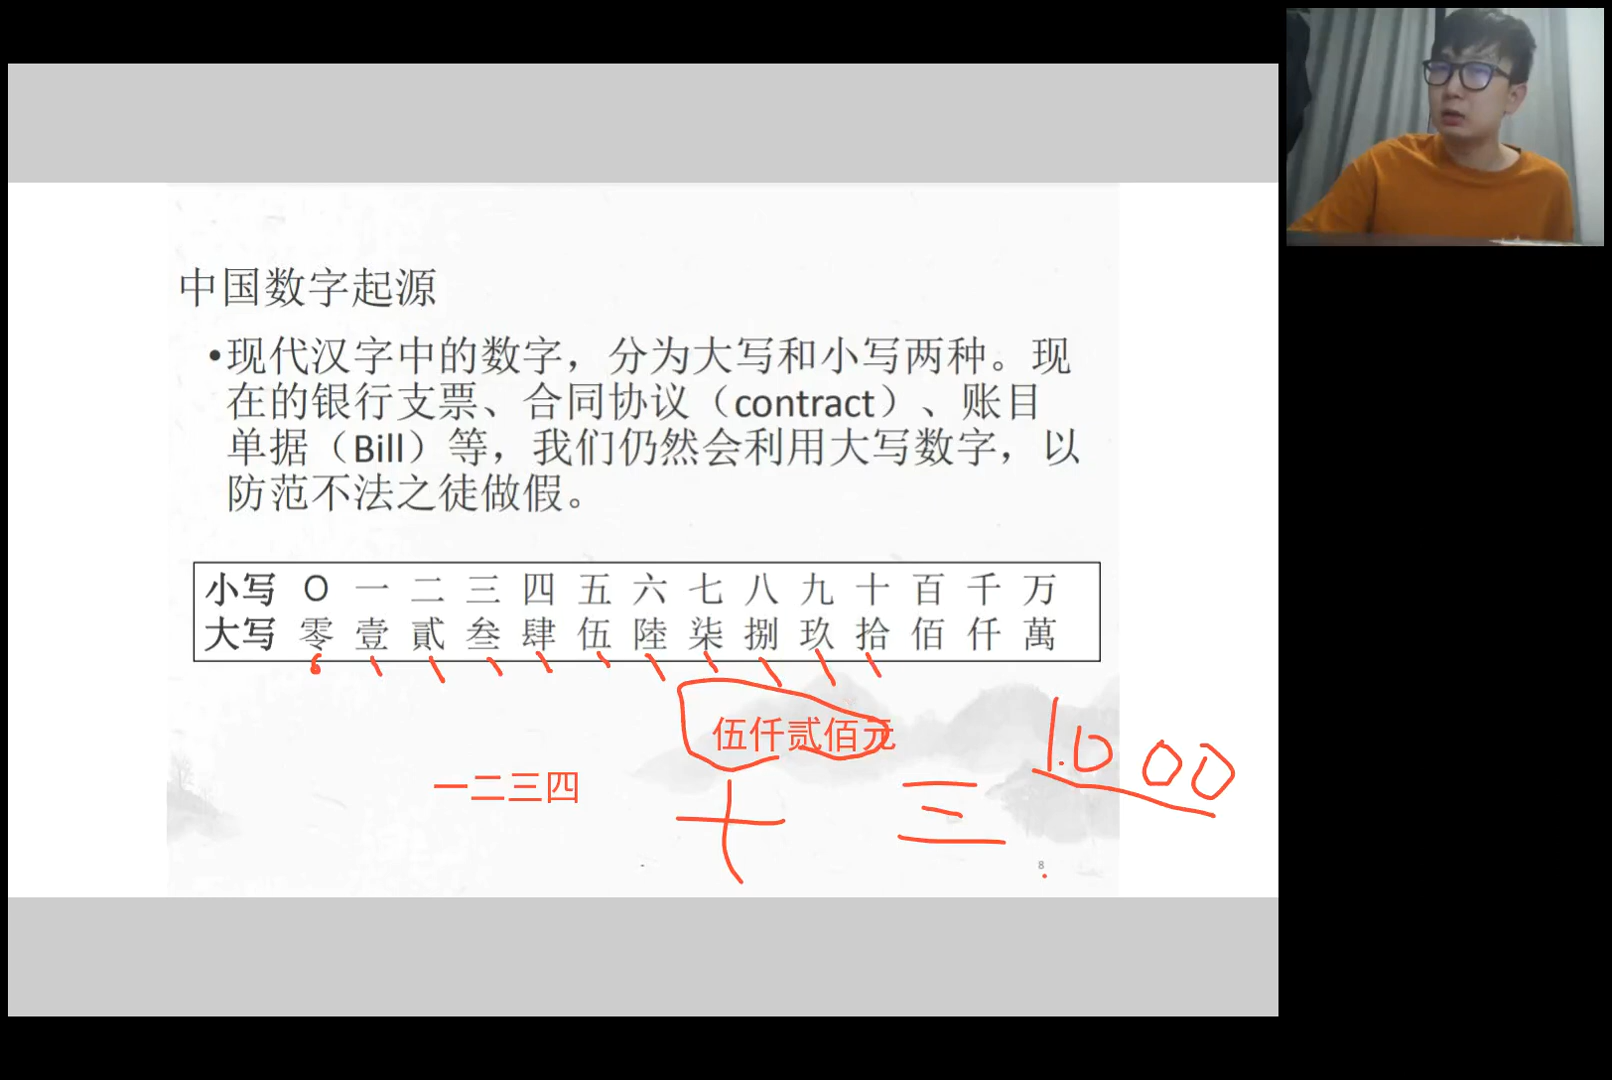 中国数字起源
•现代汉字中的数字，分为大写和小写两种。现
在的银行支票、合同协议（contract）、账目
单据（Bill）等，我们仍然会利用大写数字，以
防范不法之徒做假。
小写 O 一 二 三 四 五 六 七 八 九 十 百 千 万
大写 零 壹 貳 叁 肆 伍 陸 柒 捌 玖 拾 佰 仟 萬
伍仟贰佰元
1.000
一二三四
十 三
8